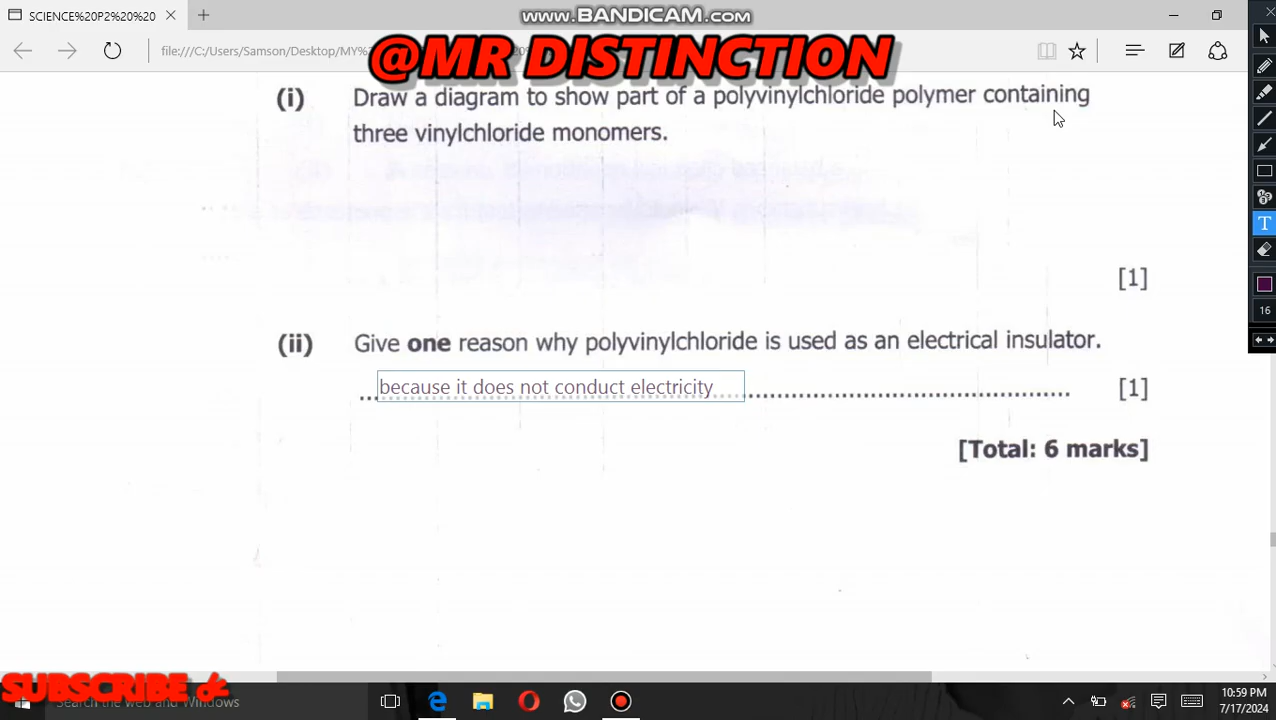 SCIENCE%20P2%20%20
www.BANDICAM.com
file:///C:/Users/Samson/Desktop/MY%
@MR DISTINCTION
(i) Draw a diagram to show part of a polyvinylchloride polymer containing
three vinylchloride monomers.
[1]
(ii) Give one reason why polyvinylchloride is used as an electrical insulator.
because it does not conduct electricity [1]
[Total: 6 marks]
T
16
SUBSCRIBE
Search the web and Windows
10:59 PM
7/17/2024